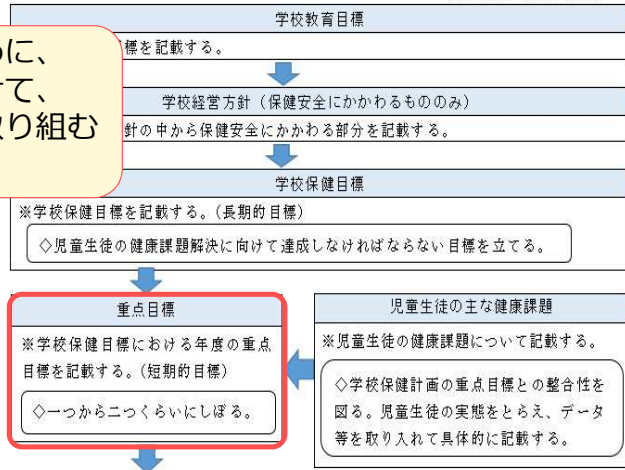 学校教育目標
標を記載する。
に、
て、
り組む
学校経営方針（保健安全にかかわるもののみ）
針の中から保健安全にかかわる部分を記載する。
学校保健目標
※学校保健目標を記載する。(長期的目標)
◇児童生徒の健康課題解決に向けて達成しなければならない目標を立てる。
重点目標
※学校保健目標における年度の重点
目標を記載する。(短期的目標)
◇一つから二つくらいにしぼる。
児童生徒の主な健康課題
※児童生徒の健康課題について記載する。
◇学校保健計画の重点目標との整合性を
図る。児童生徒の実態をとらえ、データ
等を取り入れて具体的に記載する。